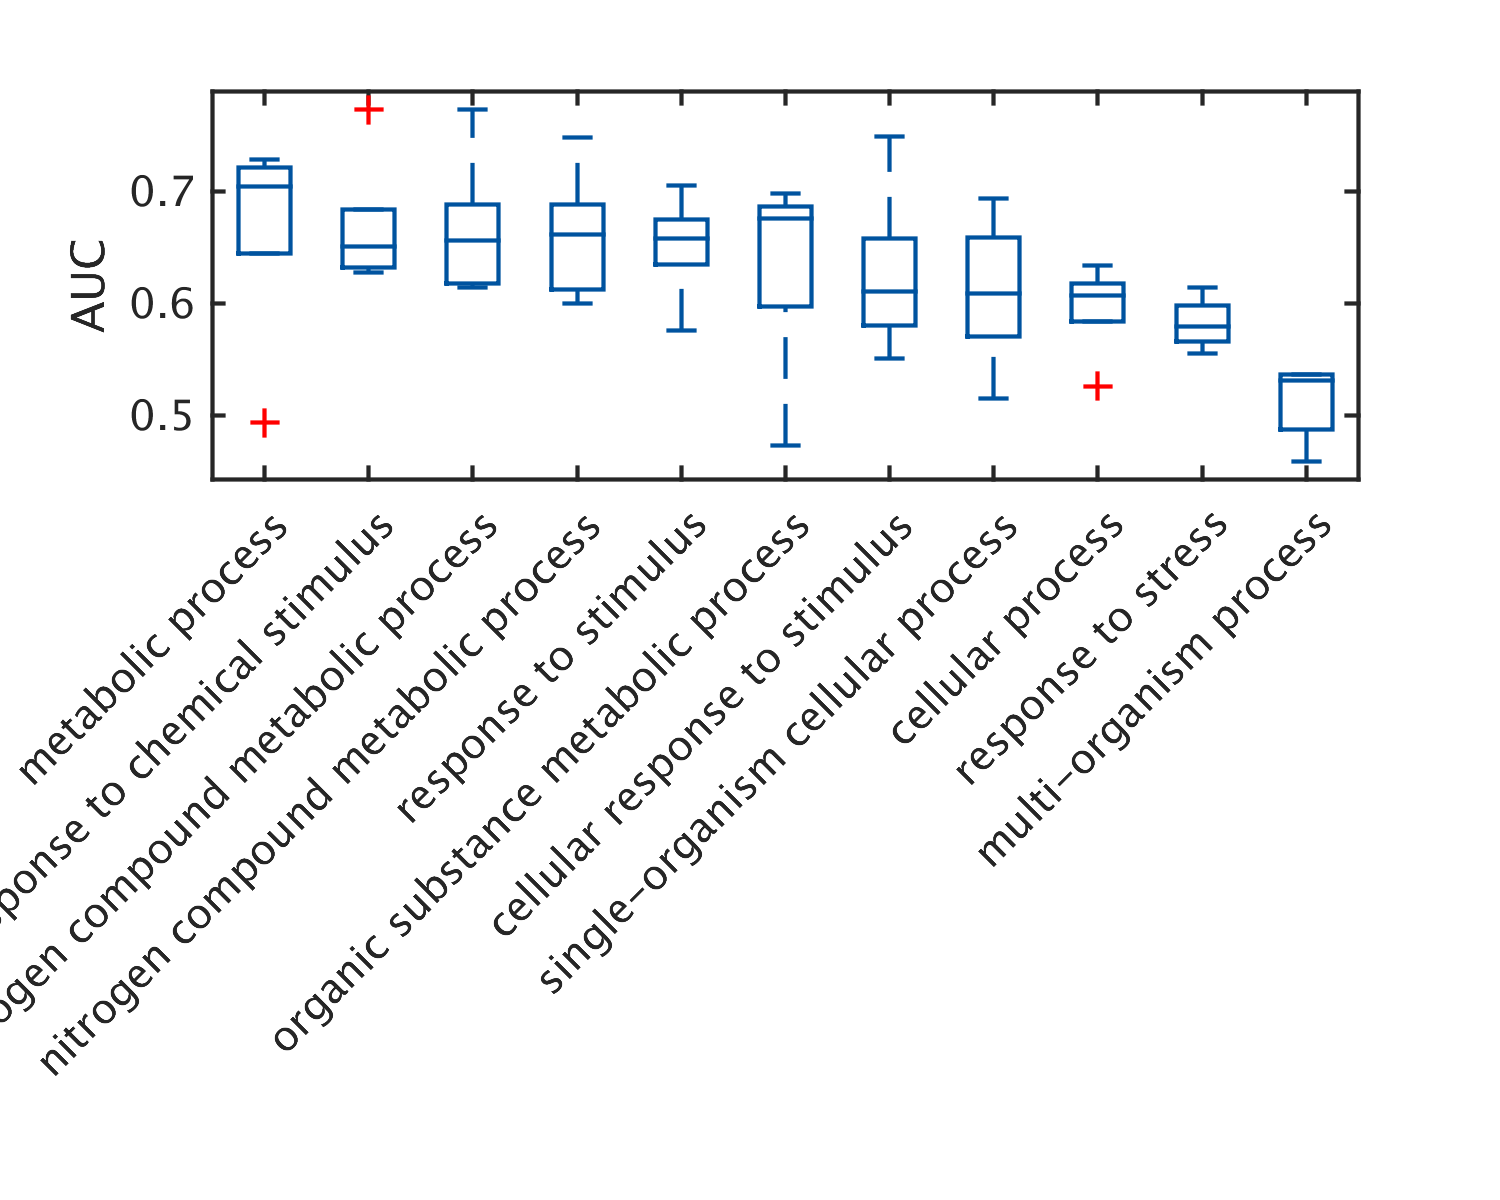 0.7
0.6
0.5
AUC
metabolic process
to chemical stimulus
compound metabolic process
nitrogen compound metabolic process
response to stimulus
organic substance metabolic process
cellular response to stimulus
single-organism cellular process
cellular process
response to stress
multi-organism process